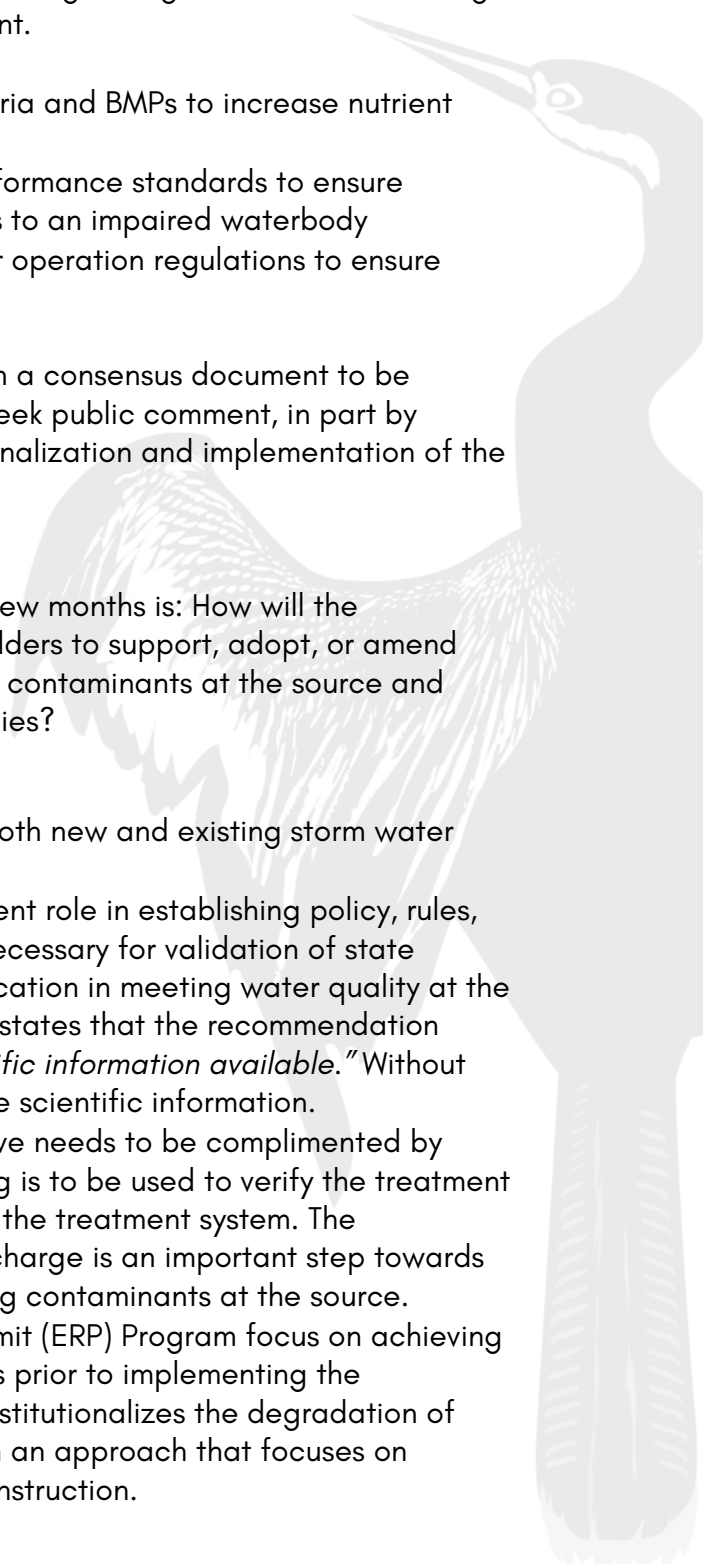 nt.
ria and BMPs to increase nutrient
formance standards to ensure
s to an impaired waterbody
r operation regulations to ensure
n a consensus document to be
eek public comment, in part by
nalization and implementation of the
ew months is: How will the
lders to support, adopt, or amend
contaminants at the source and
ies?
oth new and existing storm water
ent role in establishing policy, rules,
ecessary for validation of state
cation in meeting water quality at the
states that the recommendation
fic information available.” Without
e scientific information.
ve needs to be complimented by
g is to be used to verify the treatment
the treatment system. The
charge is an important step towards
g contaminants at the source.
mit (ERP) Program focus on achieving
s prior to implementing the
stitutionalizes the degradation of
n an approach that focuses on
nstruction.